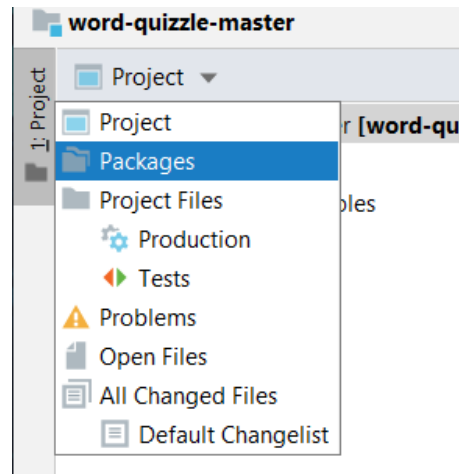 word-quizzle-master
1: Project
Project
Project
r [word-qu
Packages
Project Files
Production
Tests
Problems
Open Files
All Changed Files
Default Changelist